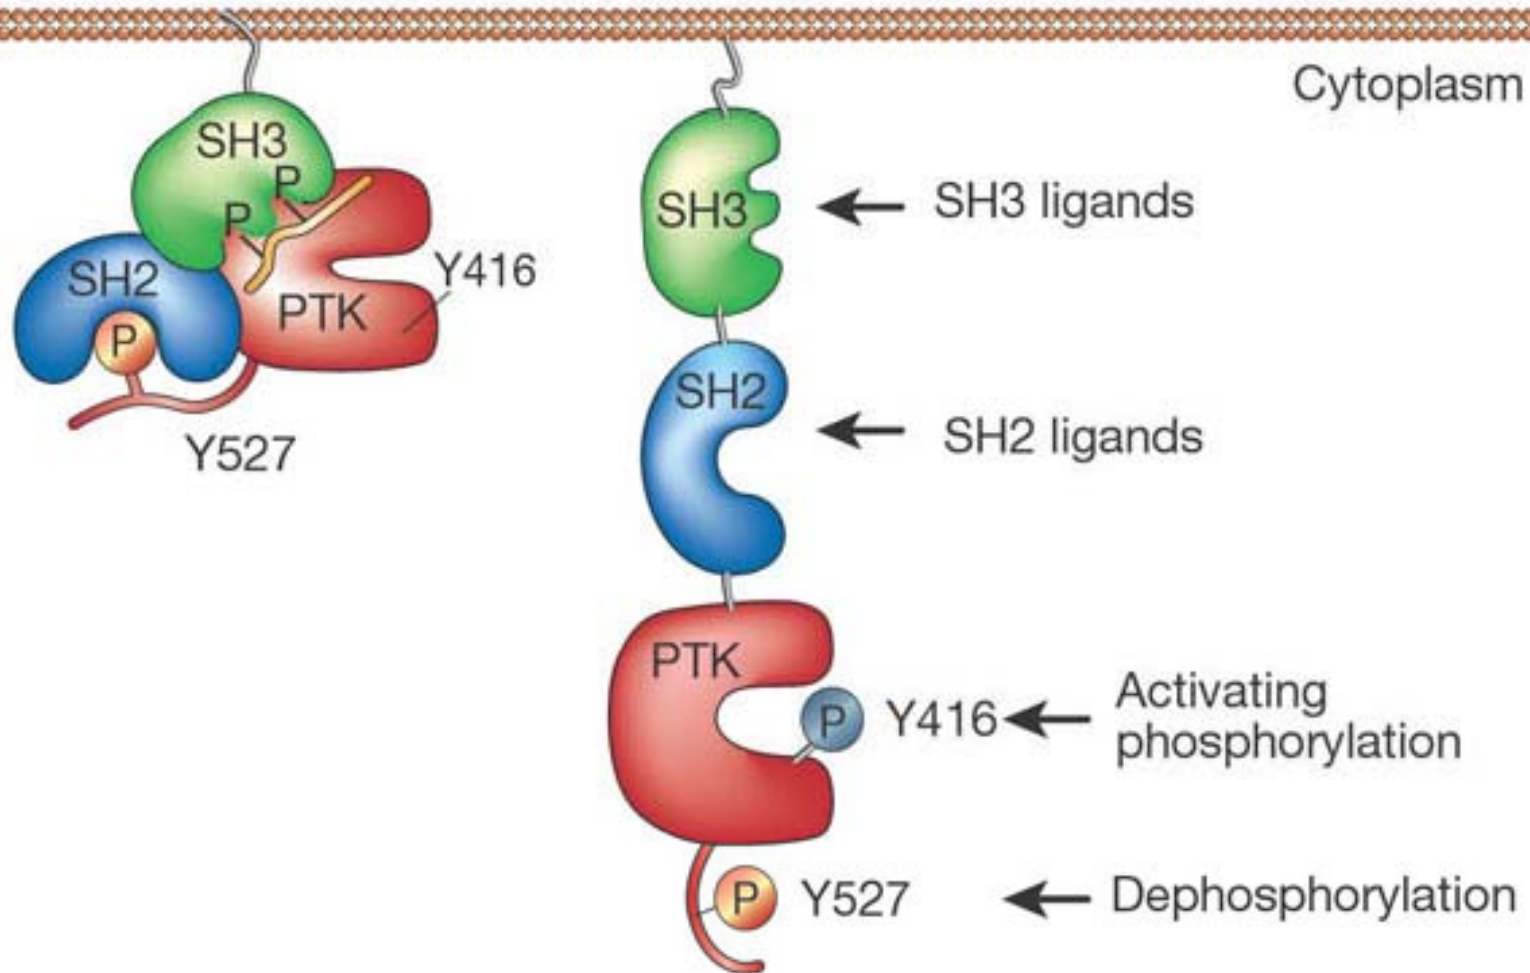 Cytoplasm
SH3
P
P
SH2
P
PTK
Y416
Y527
SH3
SH3 ligands
SH2
SH2 ligands
PTK
P
Y416
Activating
phosphorylation
P
Y527
Dephosphorylation